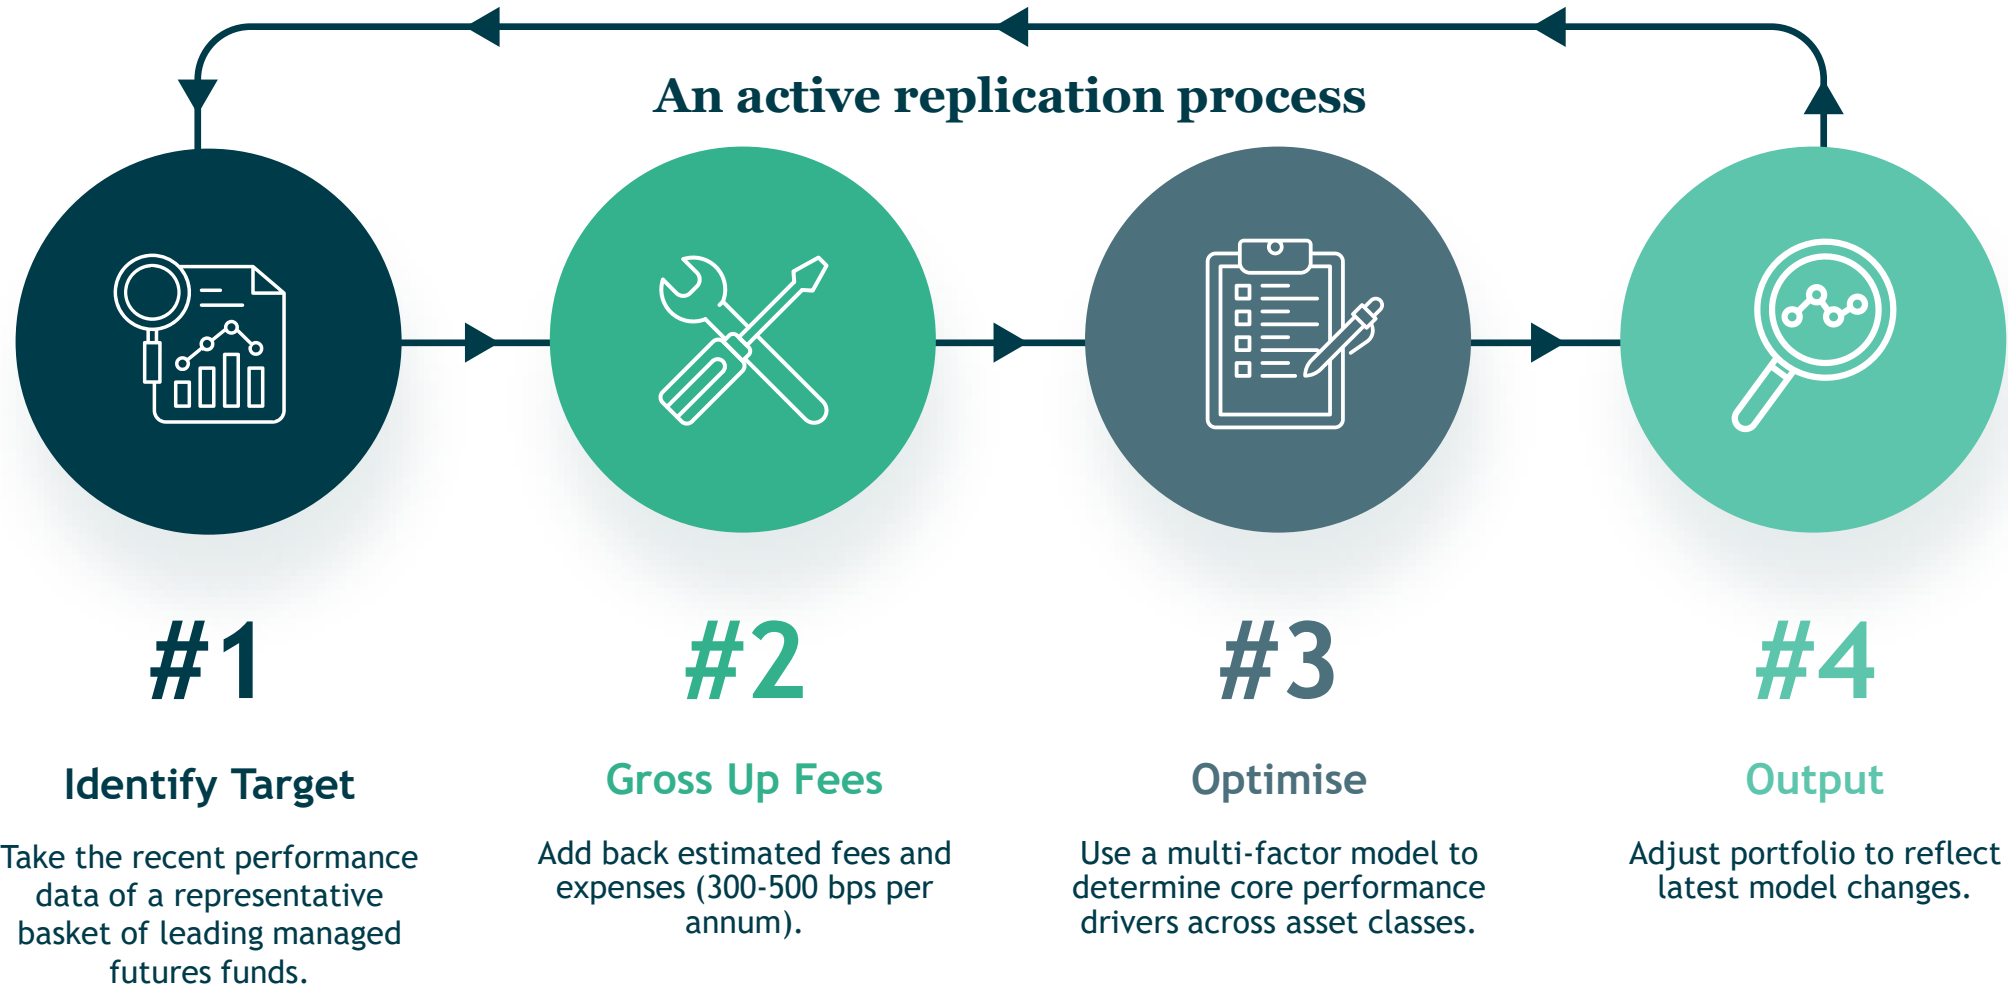 An active replication process
#1
Identify Target
Take the recent performance
data of a representative
basket of leading managed
futures funds.
#2
Gross Up Fees
Add back estimated fees and
expenses (300-500 bps per
annum).
#3
Optimise
Use a multi-factor model to
determine core performance
drivers across asset classes.
#4
Output
Adjust portfolio to reflect
latest model changes.